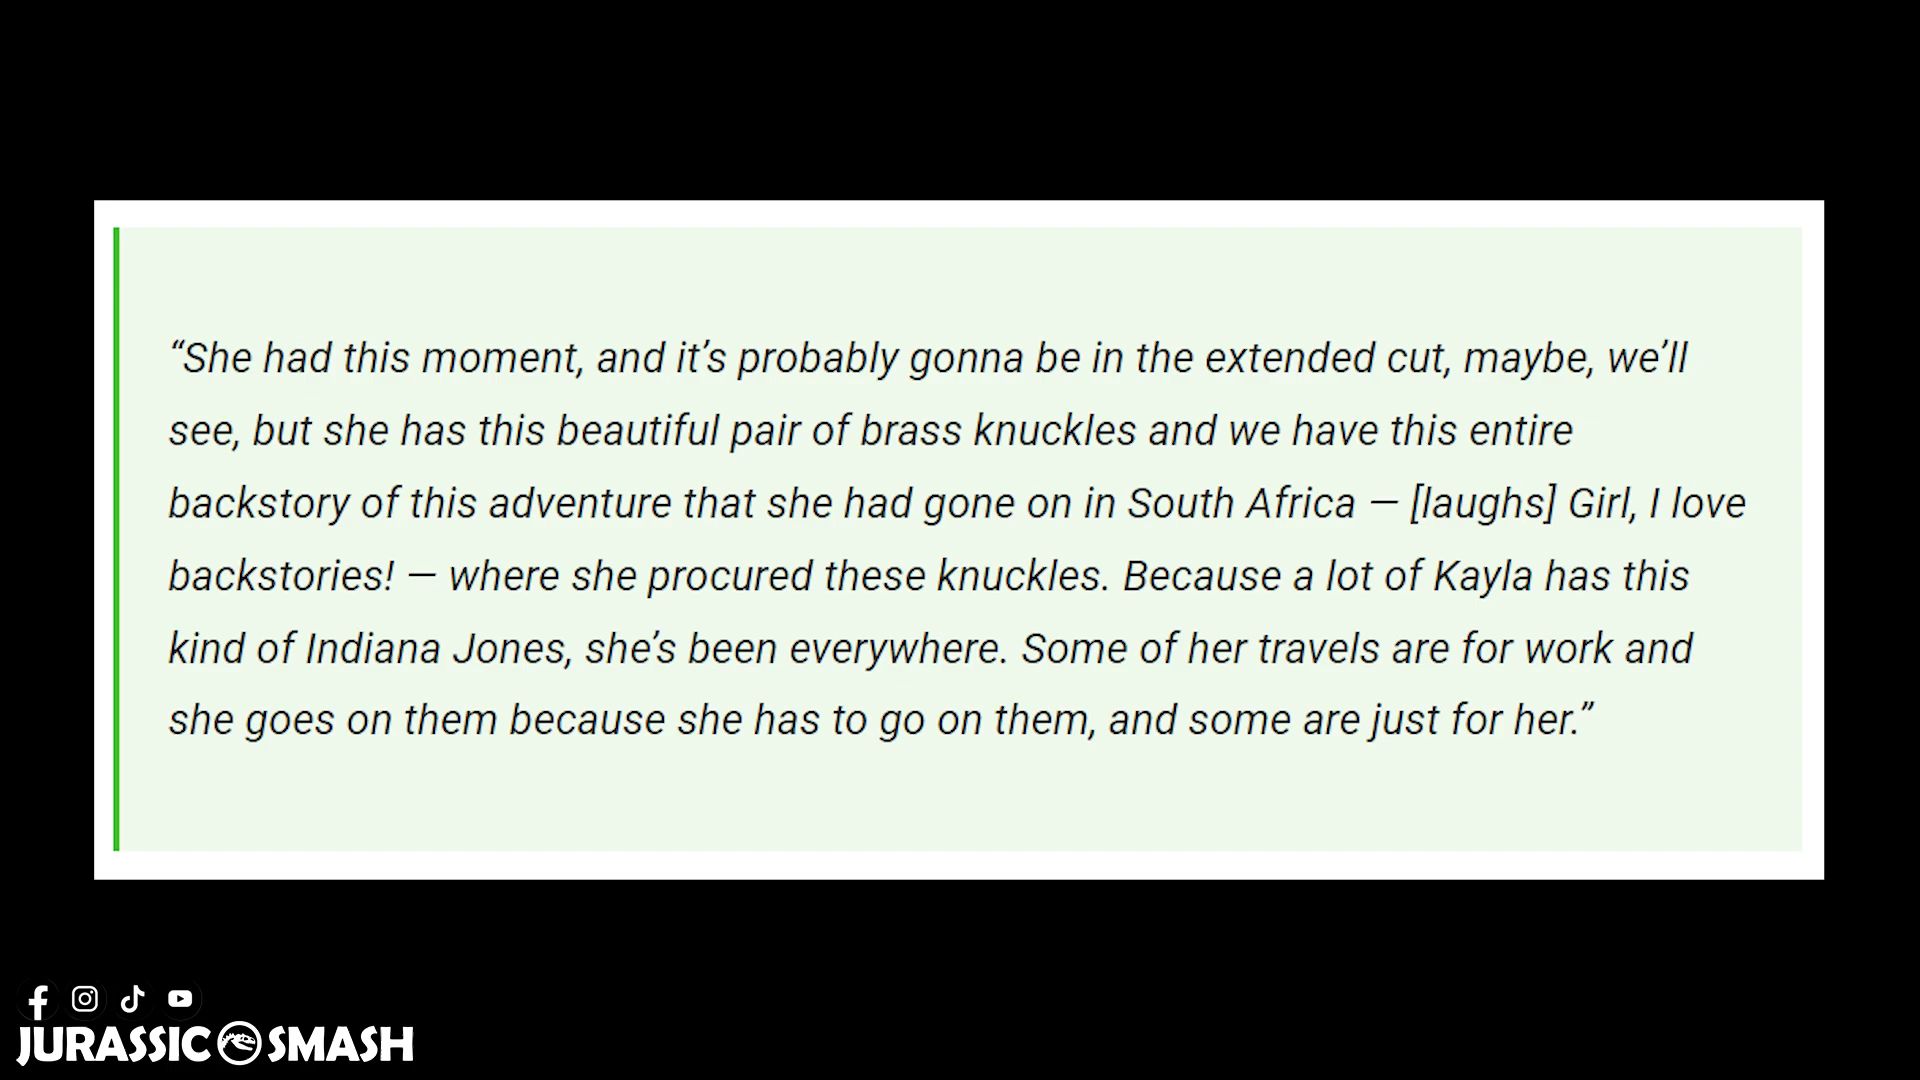 “She had this moment, and it’s probably gonna be in the extended cut, maybe, we’ll
see, but she has this beautiful pair of brass knuckles and we have this entire
backstory of this adventure that she had gone on in South Africa — [laughs] Girl, I love
backstories! — where she procured these knuckles. Because a lot of Kayla has this
kind of Indiana Jones, she’s been everywhere. Some of her travels are for work and
she goes on them because she has to go on them, and some are just for her.”
JURASSIC SMASH